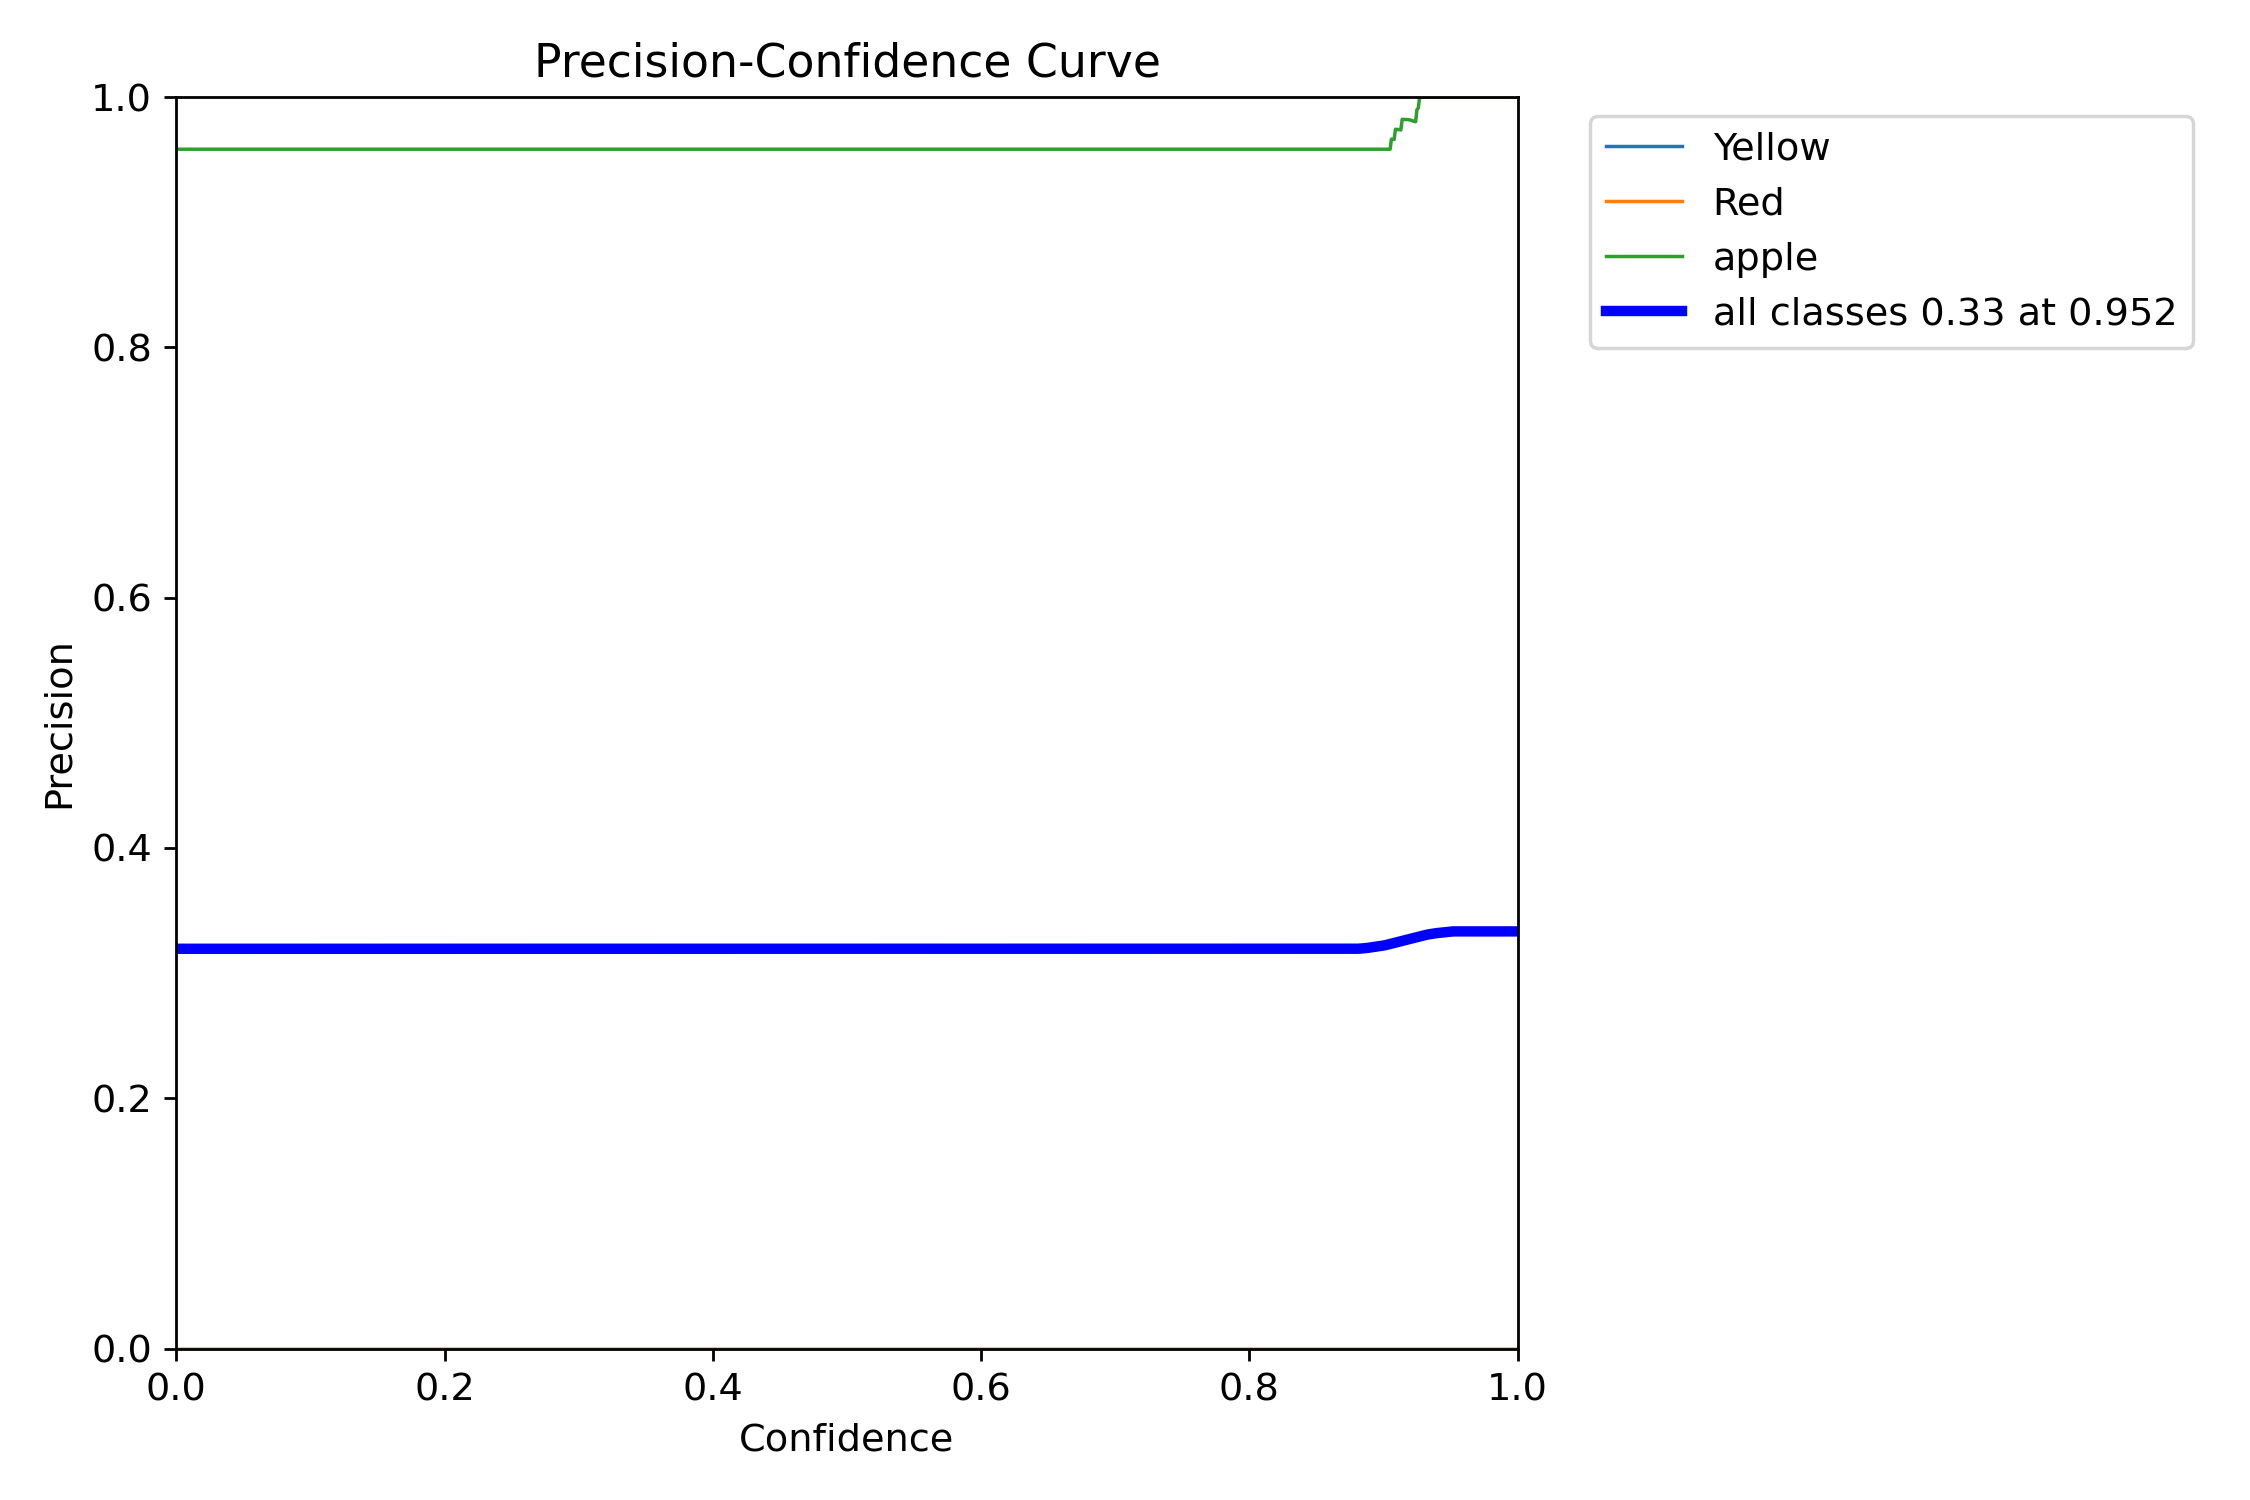 Precision-Confidence Curve
1.0
0.8
0.6
0.4
0.2
0.0
Precision
0.0 0.2 0.4 0.6 0.8 1.0
Confidence
Yellow
Red
apple
all classes 0.33 at 0.952